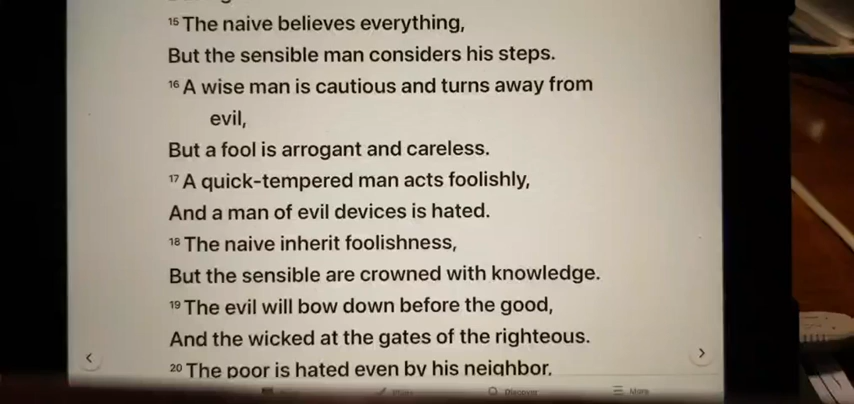 15 The naive believes everything,
But the sensible man considers his steps.
16 A wise man is cautious and turns away from
evil,
But a fool is arrogant and careless.
17 A quick-tempered man acts foolishly,
And a man of evil devices is hated.
18 The naive inherit foolishness,
But the sensible are crowned with knowledge.
19 The evil will bow down before the good,
And the wicked at the gates of the righteous.
20 The poor is hated even by his neighbor,
Discover More